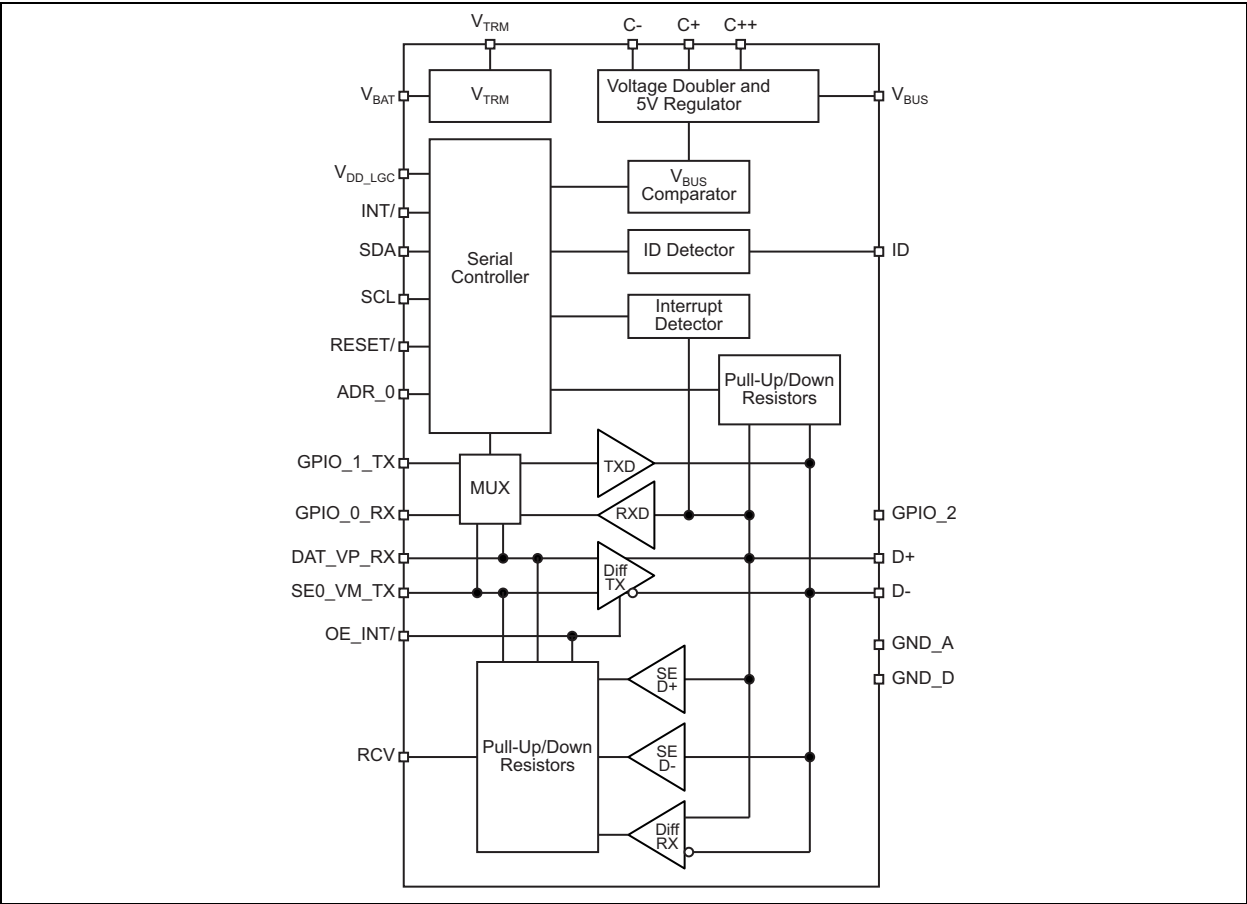 VTRM
C-
C+
C++
VBAT
VTRM
Voltage Doubler and
5V Regulator
VBUS
VDD_LGC
INT/
SDA
SCL
RESET/
ADR_0
Serial
Controller
VBUS
Comparator
ID Detector
ID
Interrupt
Detector
Pull-Up/Down
Resistors
GPIO_1_TX
TXD
MUX
GPIO_0_RX
RXD
GPIO_2
DAT_VP_RX
Diff
TX
D+
SE0_VM_TX
D-
OE_INT/
GND_A
GND_D
SE
D+
RCV
Pull-Up/Down
Resistors
SE
D-
Diff
RX